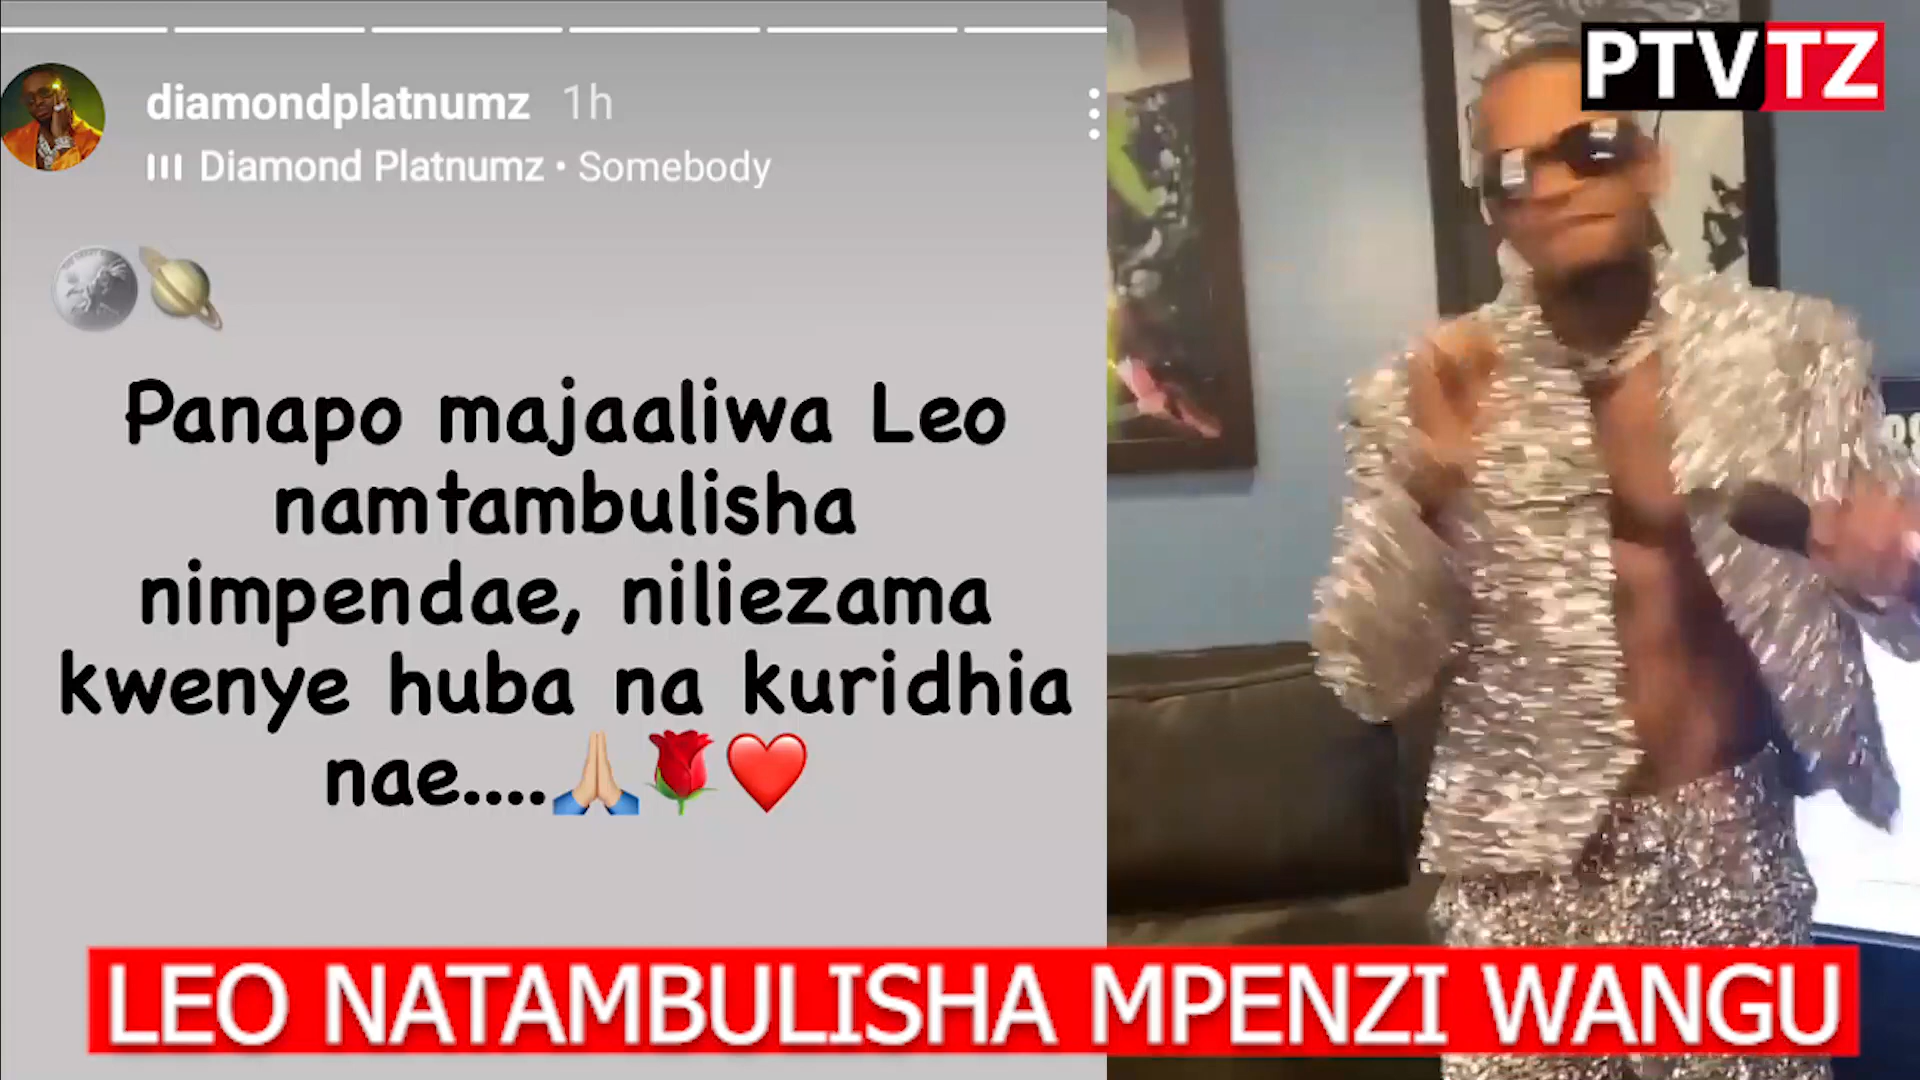 diamondplatnumz 1h
Diamond Platnumz • Somebody
Panapo majaaliwa Leo
namtambulisha
nimpendae, niliezama
kwenye huba na kuridhia
nae....🙏🏼🌹❤️
PTVTZ
LEO NATAMBULISHA MPENZI WANGU